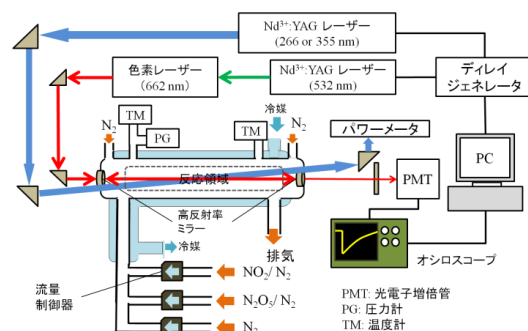 Nd³⁺:YAG レーザー
(266 or 355 nm)
ディレイ
ジェネレータ
色素レーザー
(662 nm)
Nd³⁺:YAG レーザー
(532 nm)
冷媒
TM
N₂
PG
TM
N₂
パワーメータ
PC
反応領域
PMT
高反射率
ミラー
冷媒
排気
オシロスコープ
流量
制御器
NO₂/ N₂
N₂O₅/ N₂
N₂
PMT: 光電子増倍管
PG: 圧力計
TM: 温度計